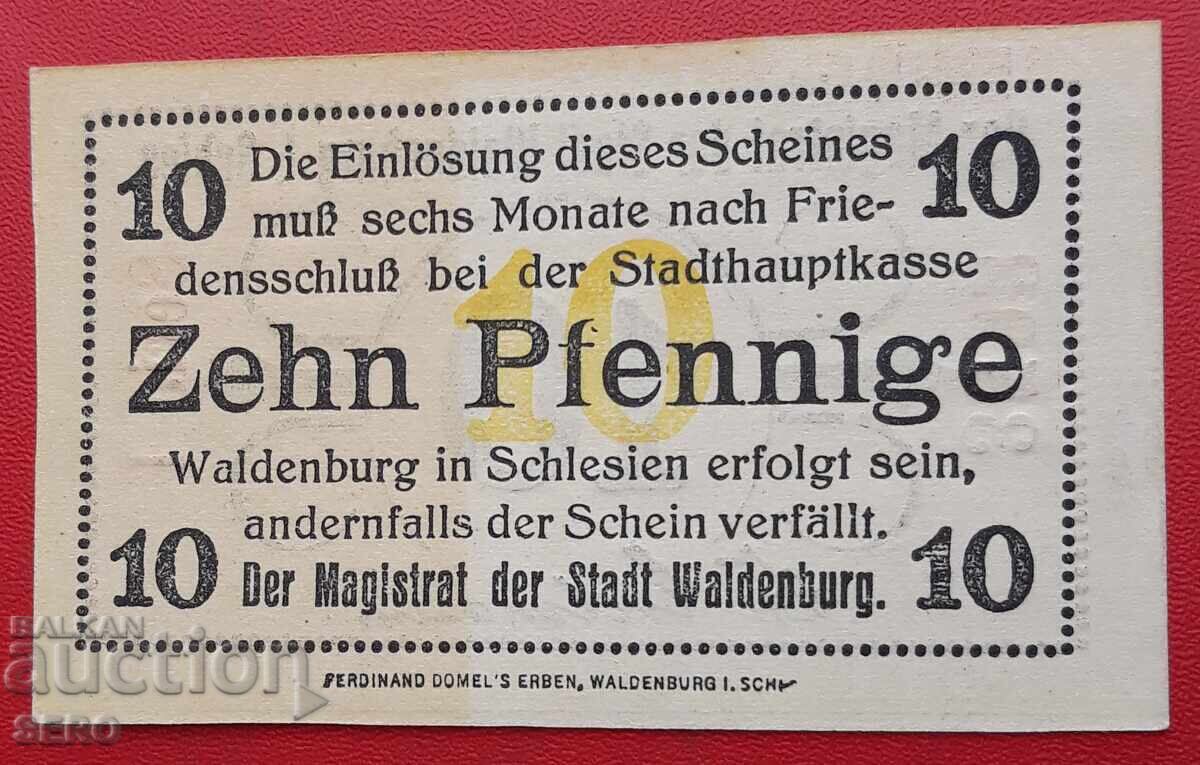 10 Die Einlösung dieses Scheines 10
muß sechs Monate nach Frie-
densschluß bei der Stadthauptkasse
10
Zehn Pfennige
Waldenburg in Schlesien erfolgt sein,
andernfalls der Schein verfällt.
10 Der Magistrat der Stadt Waldenburg. 10
FERDINAND DOMEL'S ERBEN, WALDENBURG I. SCH
BALKAN
auction
SERO